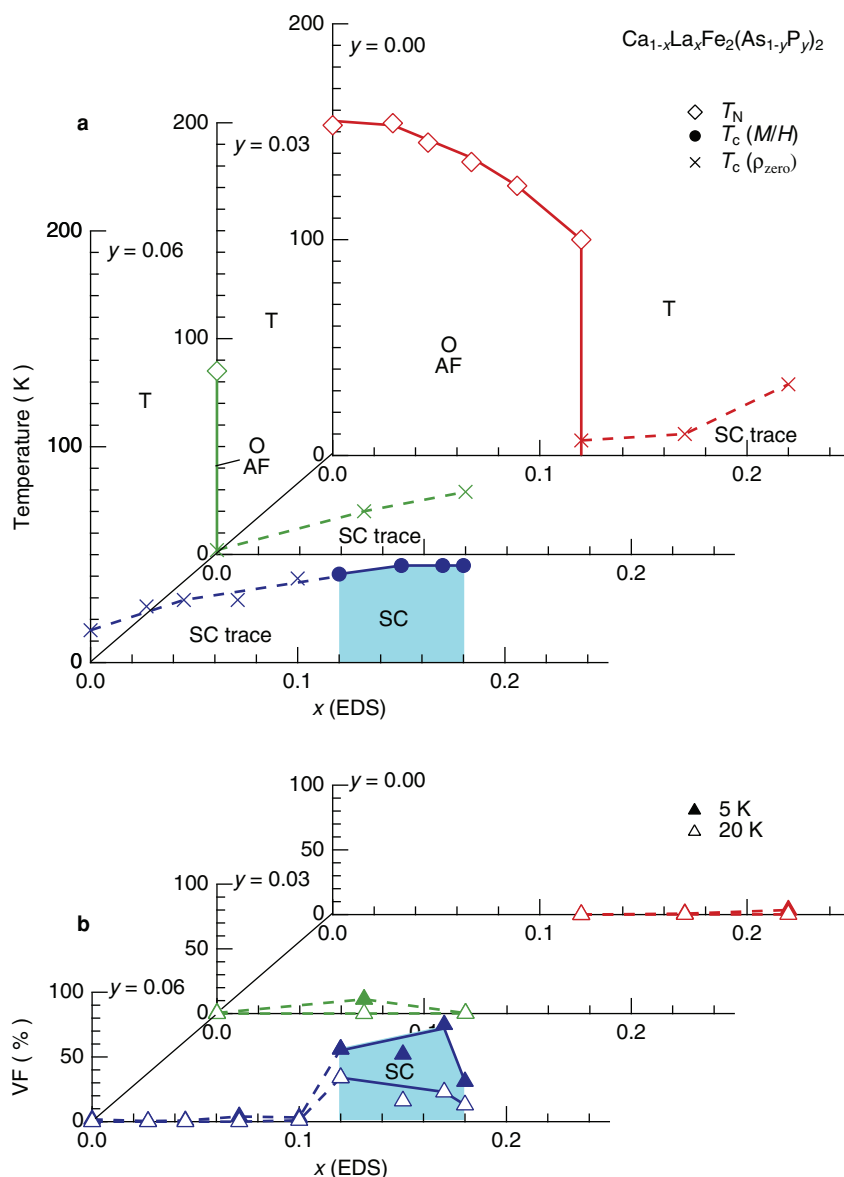 200
y = 0.00
Ca1-xLaxFe2(As1-yPy)2
a
200
y = 0.03
TN
Tc (M/H)
Tc (ρzero)
200
y = 0.06
100
T
T
O
AF
100
T
O
AF
100
SC trace
0
0.0
0.1
0.2
SC trace
0
0.0
0.2
SC
SC trace
0
0.0
0.1
0.2
x (EDS)
Temperature ( K )
100
y = 0.00
5 K
20 K
50
100
y = 0.03
b
0
0.0
0.1
0.2
50
100
y = 0.06
0
0.0
0.1
0.2
50
SC
0
0.0
0.1
0.2
x (EDS)
VF ( % )